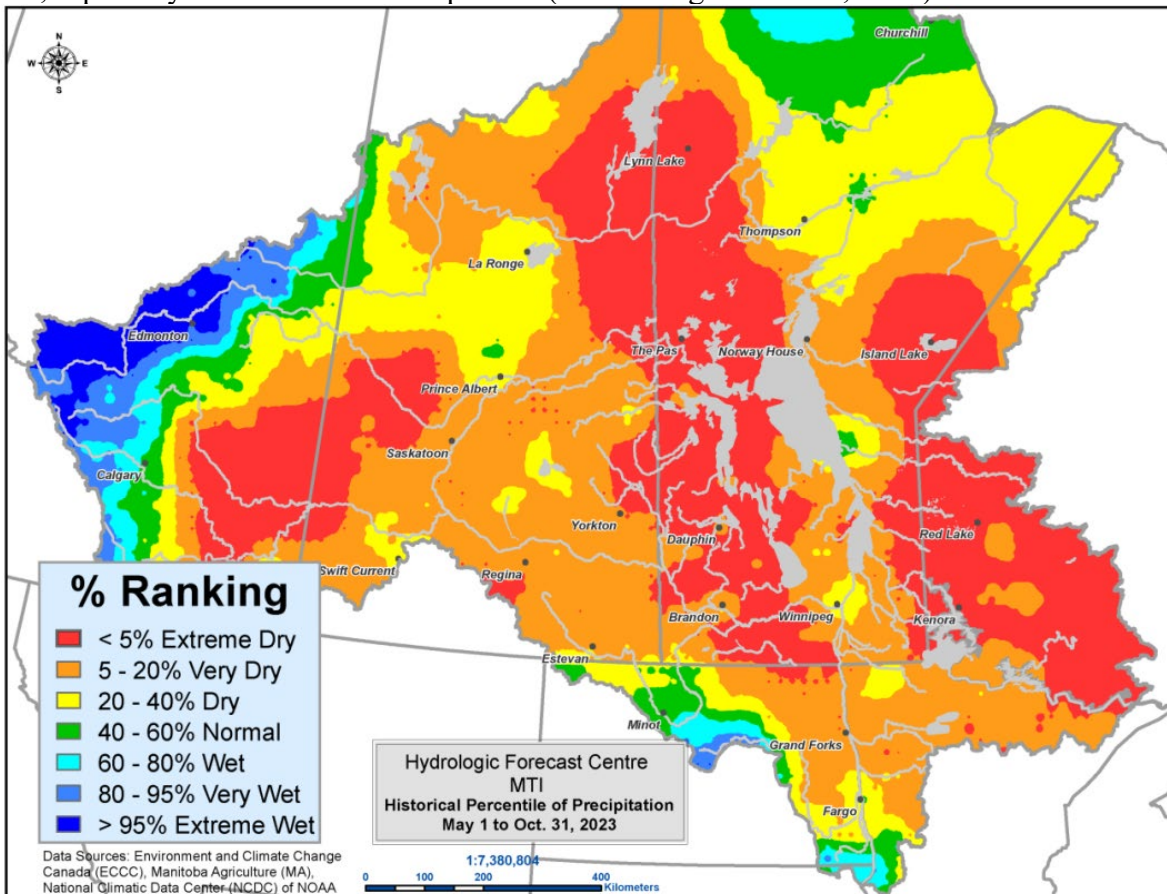 N
W E
S
Churchill
Lynn Lake
Thompson
La Ronge
Edmonton
The Pas
Norway House
Island Lake
Prince Albert
Saskatoon
Calgary
Yorkton
Dauphin
Red Lake
Swift Current
Regina
Brandon
Winnipeg
Kenora
Estevan
Minot
Grand Forks
Fargo
% Ranking
< 5% Extreme Dry
5 - 20% Very Dry
20 - 40% Dry
40 - 60% Normal
60 - 80% Wet
80 - 95% Very Wet
> 95% Extreme Wet
Hydrologic Forecast Centre
MTI
Historical Percentile of Precipitation
May 1 to Oct. 31, 2023
Data Sources: Environment and Climate Change
Canada (ECCC), Manitoba Agriculture (MA),
National Climatic Data Center (NCDC) of NOAA
1:7,380,804
0 100 200 400
Kilometers